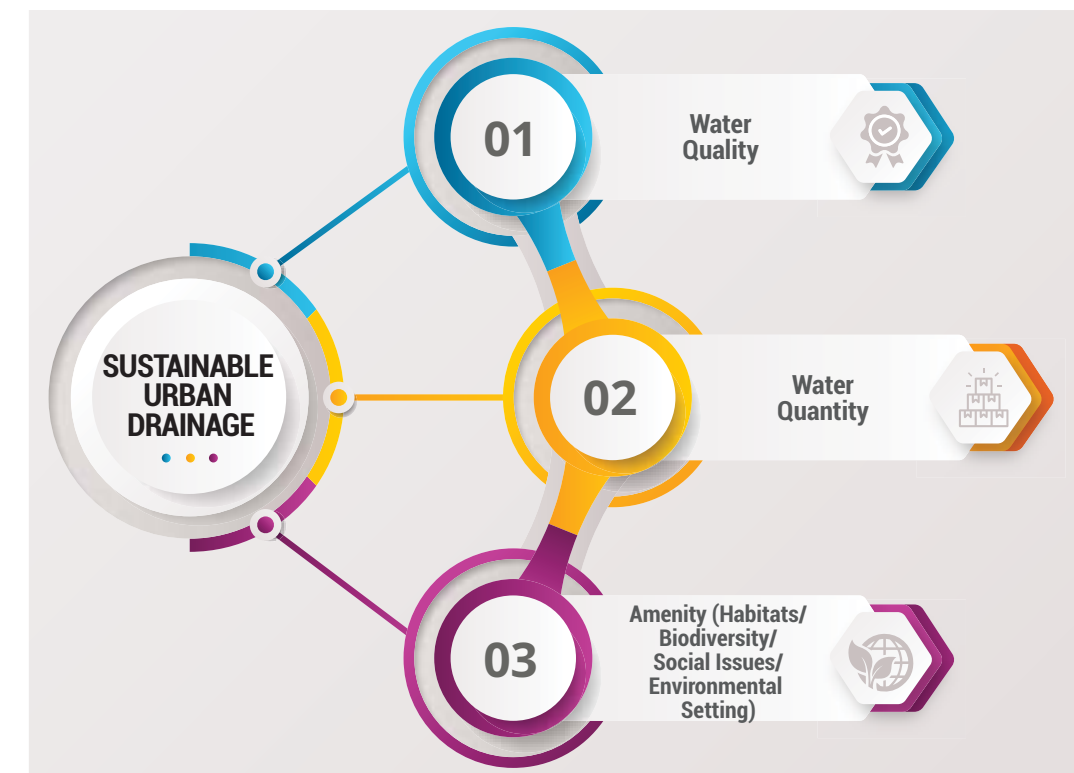 SUSTAINABLE
URBAN
DRAINAGE
01
Water
Quality
02
Water
Quantity
03
Amenity (Habitats/
Biodiversity/
Social Issues/
Environmental
Setting)